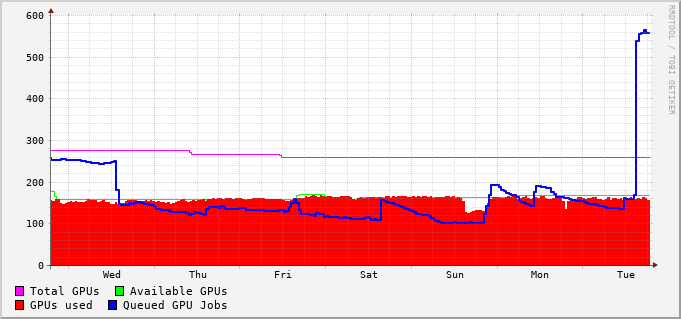 600
500
400
300
200
100
0
Wed Thu Fri Sat Sun Mon Tue
Total GPUs Available GPUs
GPUs used Queued GPU Jobs
RRDTOOL / TOBI OETIKER